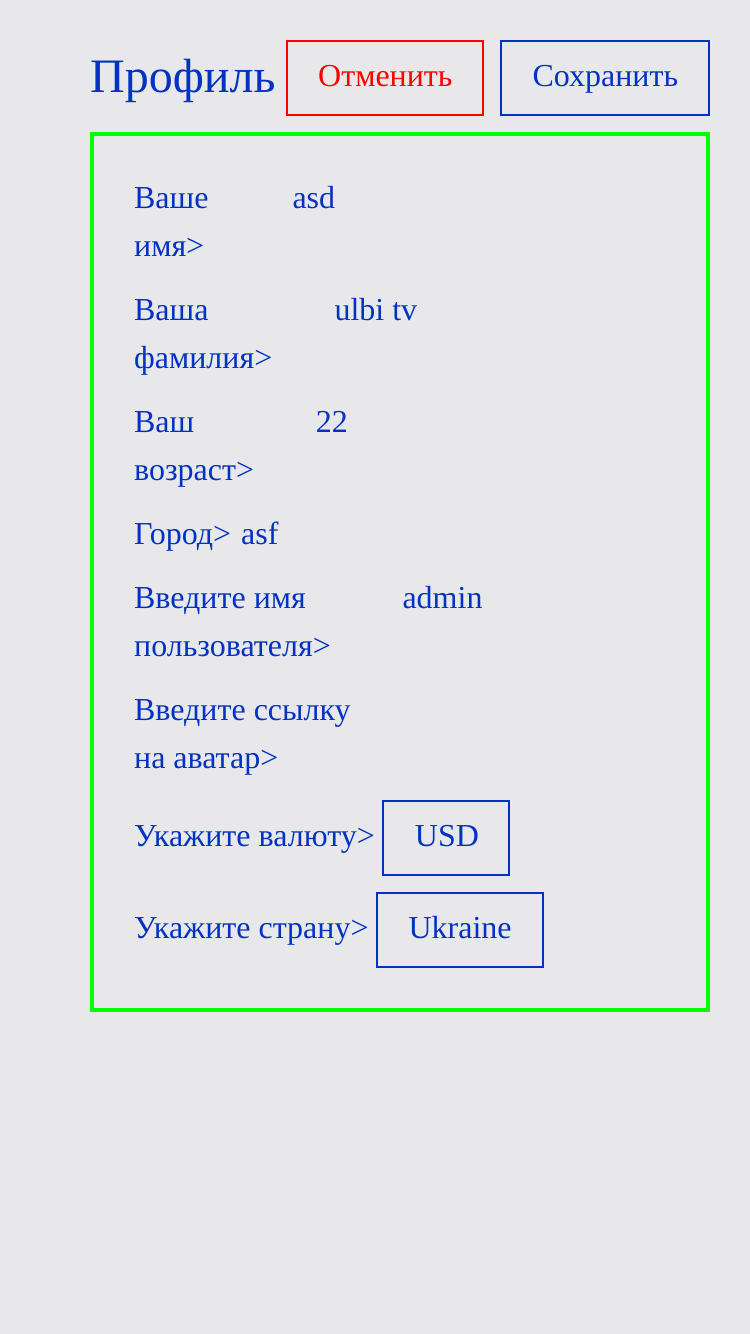 Профиль Отменить Сохранить
Ваше asd
имя>
Ваша ulbi tv
фамилия>
Ваш 22
возраст>
Город> asf
Введите имя admin
пользователя>
Введите ссылку
на аватар>
Укажите валюту> USD
Укажите страну> Ukraine